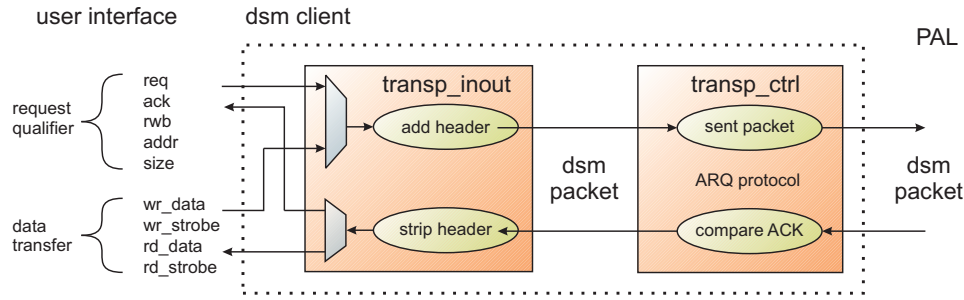 user interface
dsm client
PAL
request
qualifier
req
ack
rwb
addr
size
data
transfer
wr_data
wr_strobe
rd_data
rd_strobe
transp_inout
add header
strip header
dsm
packet
transp_ctrl
sent packet
ARQ protocol
compare ACK
dsm
packet